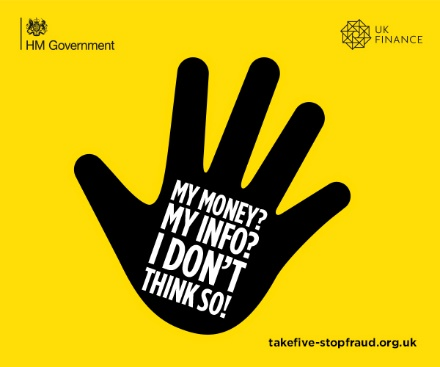 HM Government
UK
FINANCE
MY MONEY?
MY INFO?
I DON'T
THINK SO!
takefive-stopfraud.org.uk